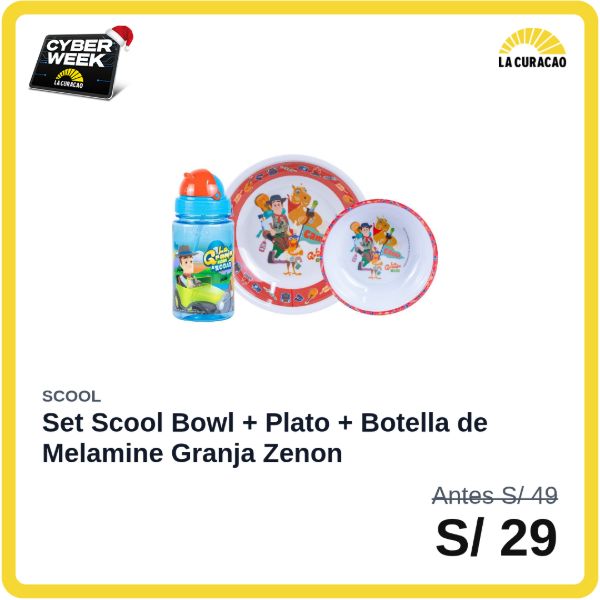 CYBER
WEEK
LA CURACAO
LA CURACAO
SCOOL
Set Scool Bowl + Plato + Botella de
Melamine Granja Zenon
Antes S/ 49
S/ 29